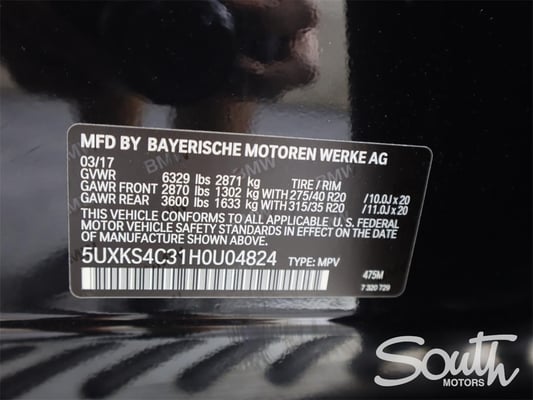 MFD BY BAYERISCHE MOTOREN WERKE AG
03/17
GVWR 6329 lbs 2871 kg TIRE / RIM
GAWR FRONT 2870 lbs 1302 kg WITH 275/40 R20 /10.0J x 20
GAWR REAR 3600 lbs 1633 kg WITH 315/35 R20 /11.0J x 20
THIS VEHICLE CONFORMS TO ALL APPLICABLE U.S. FEDERAL
MOTOR VEHICLE SAFETY STANDARDS IN EFFECT ON THE DATE
OF MANUFACTURE SHOWN ABOVE.
5UXKS4C31H0U04824 TYPE: MPV
475M
7 320 729
South
MOTORS